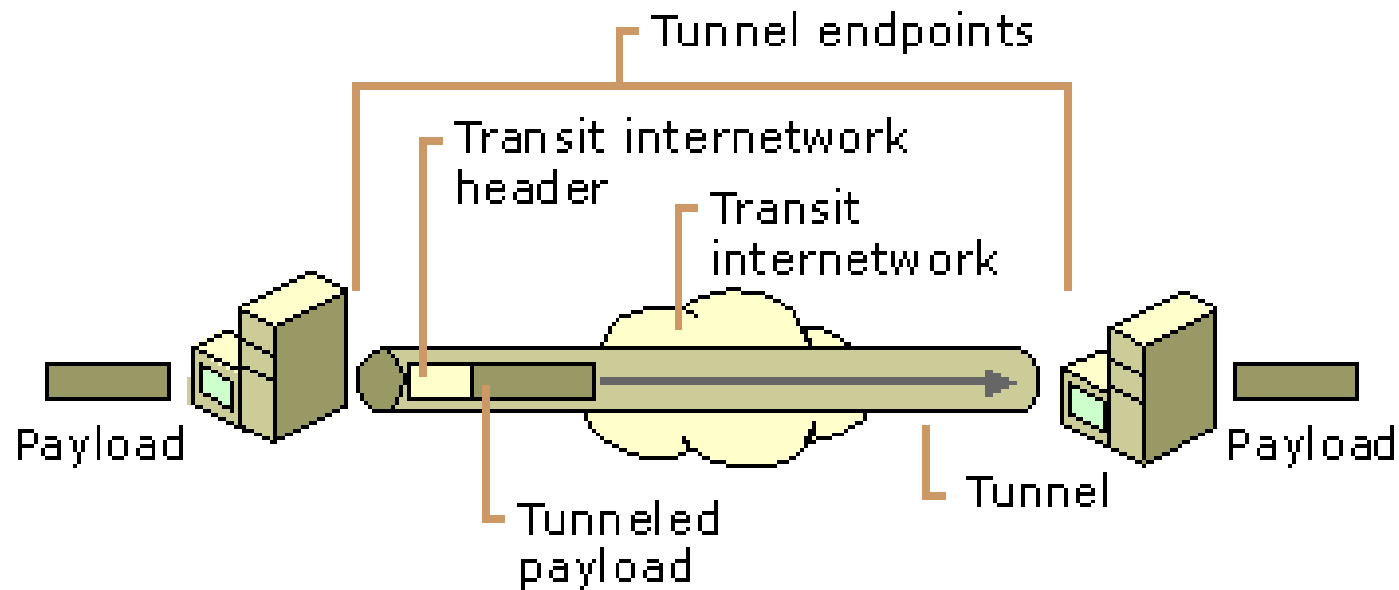 Tunnel endpoints
Transit internetwork
header
Transit
internetwork
Payload
Payload
Tunnel
Tunneled
payload